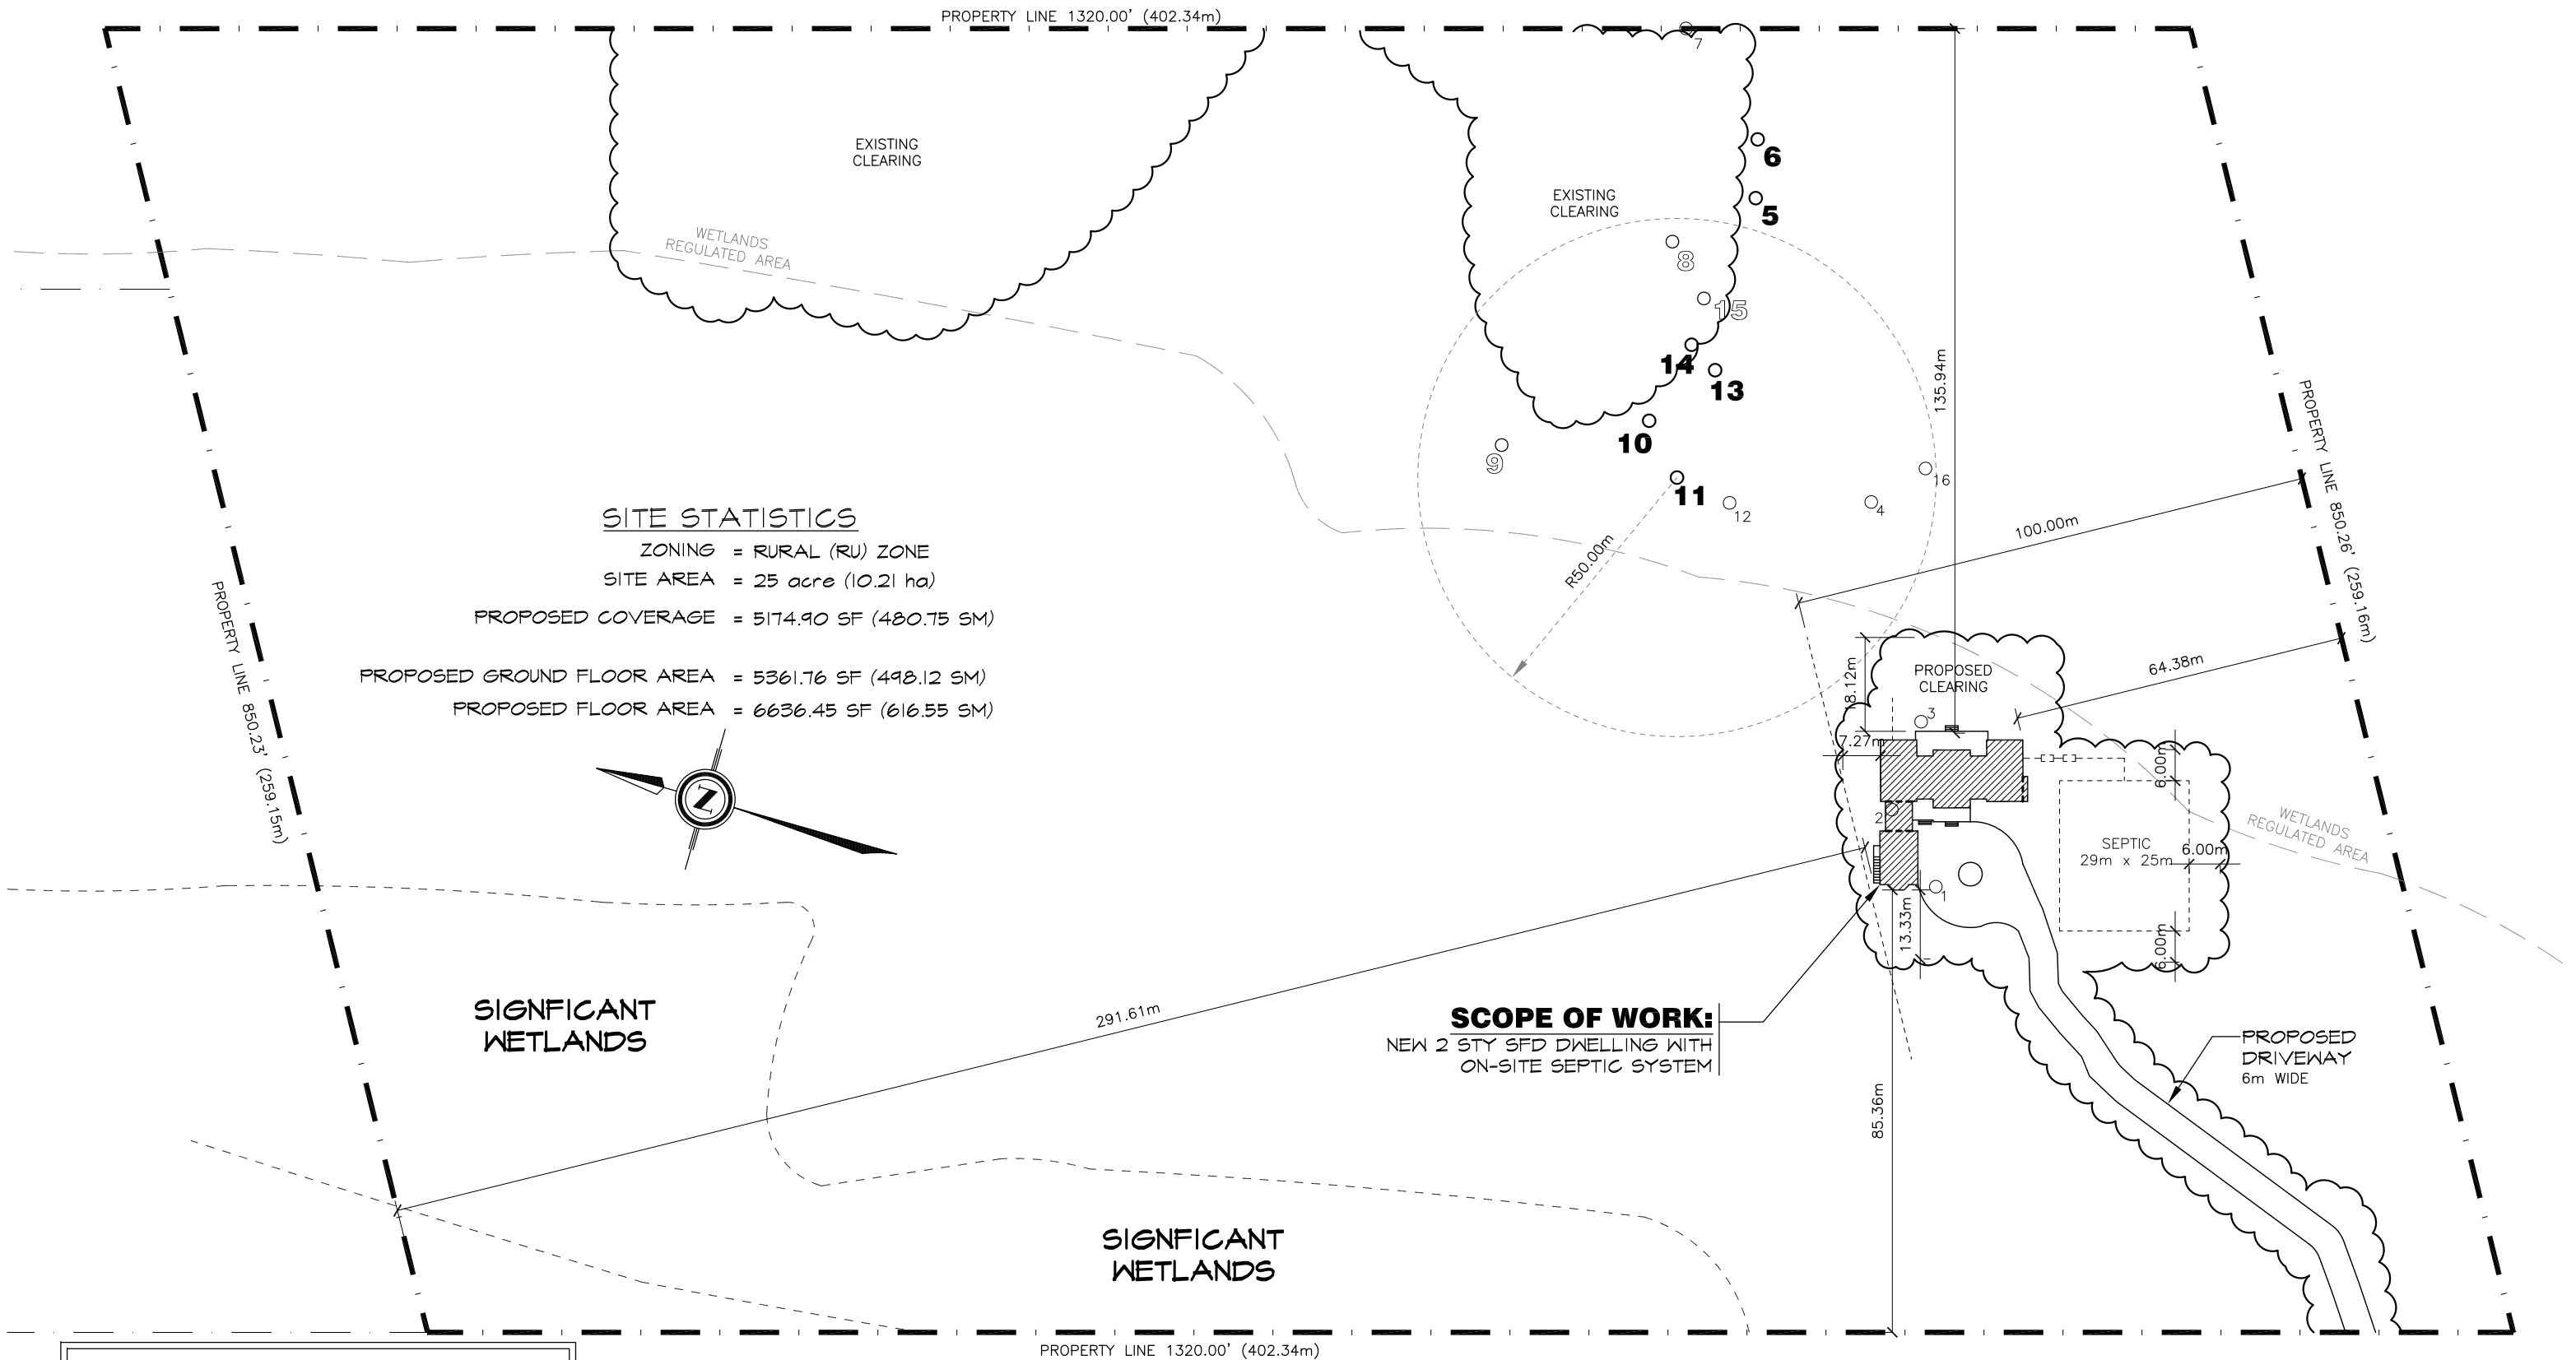 PROPERTY LINE 1320.00' (402.34m)
7
EXISTING
CLEARING
6
EXISTING
CLEARING
5
WETLANDS
REGULATED AREA
8
15
14
13
135.94m
10
9
11
12
4
16
PROPERTY LINE 850.26' (259.16m)
100.00m
R50.00m
SITE STATISTICS
ZONING = RURAL (RU) ZONE
SITE AREA = 25 acre (10.21 ha)
PROPOSED COVERAGE = 5174.90 SF (480.75 SM)
PROPOSED GROUND FLOOR AREA = 5361.76 SF (498.12 SM)
PROPOSED FLOOR AREA = 6636.45 SF (616.55 SM)
PROPERTY LINE 850.23' (259.15m)
Z
PROPOSED
CLEARING
64.38m
18.12m
3
7.27m
6.00m
2
WETLANDS
REGULATED AREA
SEPTIC
29m x 25m
6.00m
1
13.33m
6.00m
SIGNFICANT
WETLANDS
291.61m
SCOPE OF WORK:
NEW 2 STY SFD DWELLING WITH
ON-SITE SEPTIC SYSTEM
PROPOSED
DRIVEWAY
6m WIDE
85.36m
SIGNFICANT
WETLANDS
PROPERTY LINE 1320.00' (402.34m)